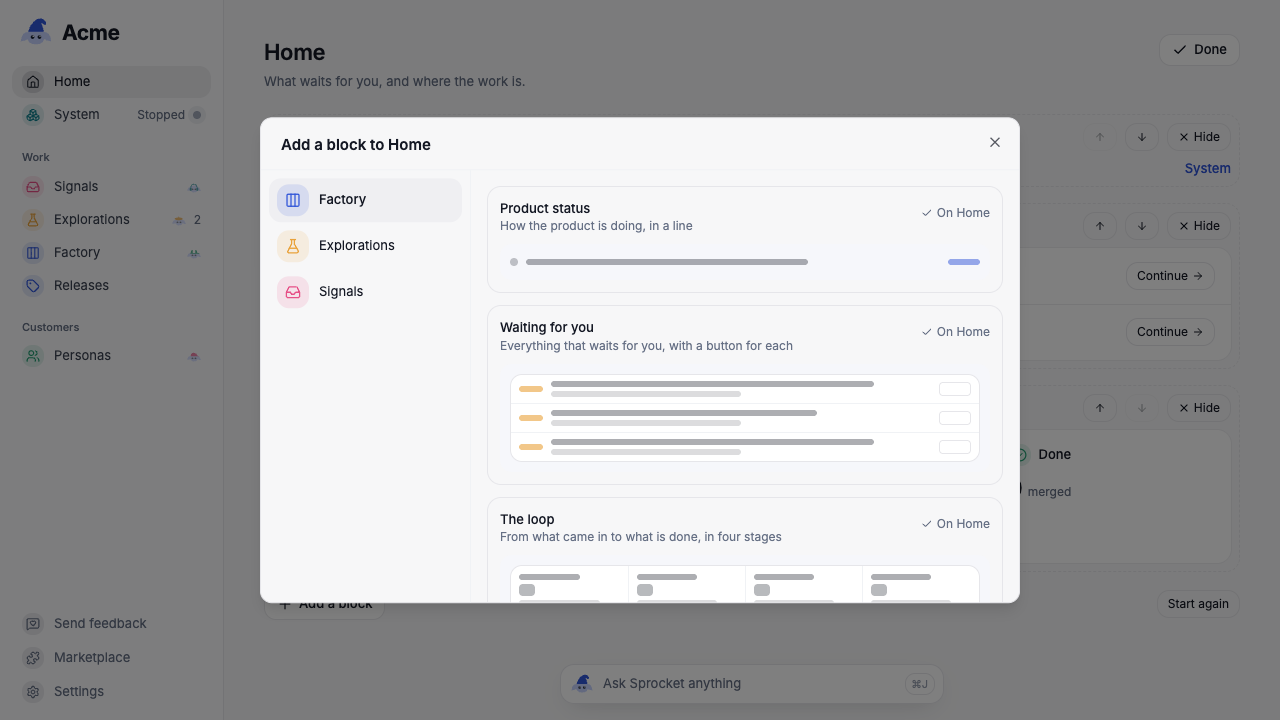 Acme
Home
System
Stopped
Work
Signals
Explorations
2
Factory
Releases
Customers
Personas
Send feedback
Marketplace
Settings
Home
What waits for you, and where the work is.
Done
Hide
System
Hide
Continue
Continue
Hide
Done
merged
Add a block
Start again
Ask Sprocket anything
⌘J
Add a block to Home
Factory
Explorations
Signals
Product status
How the product is doing, in a line
On Home
Waiting for you
Everything that waits for you, with a button for each
On Home
The loop
From what came in to what is done, in four stages
On Home